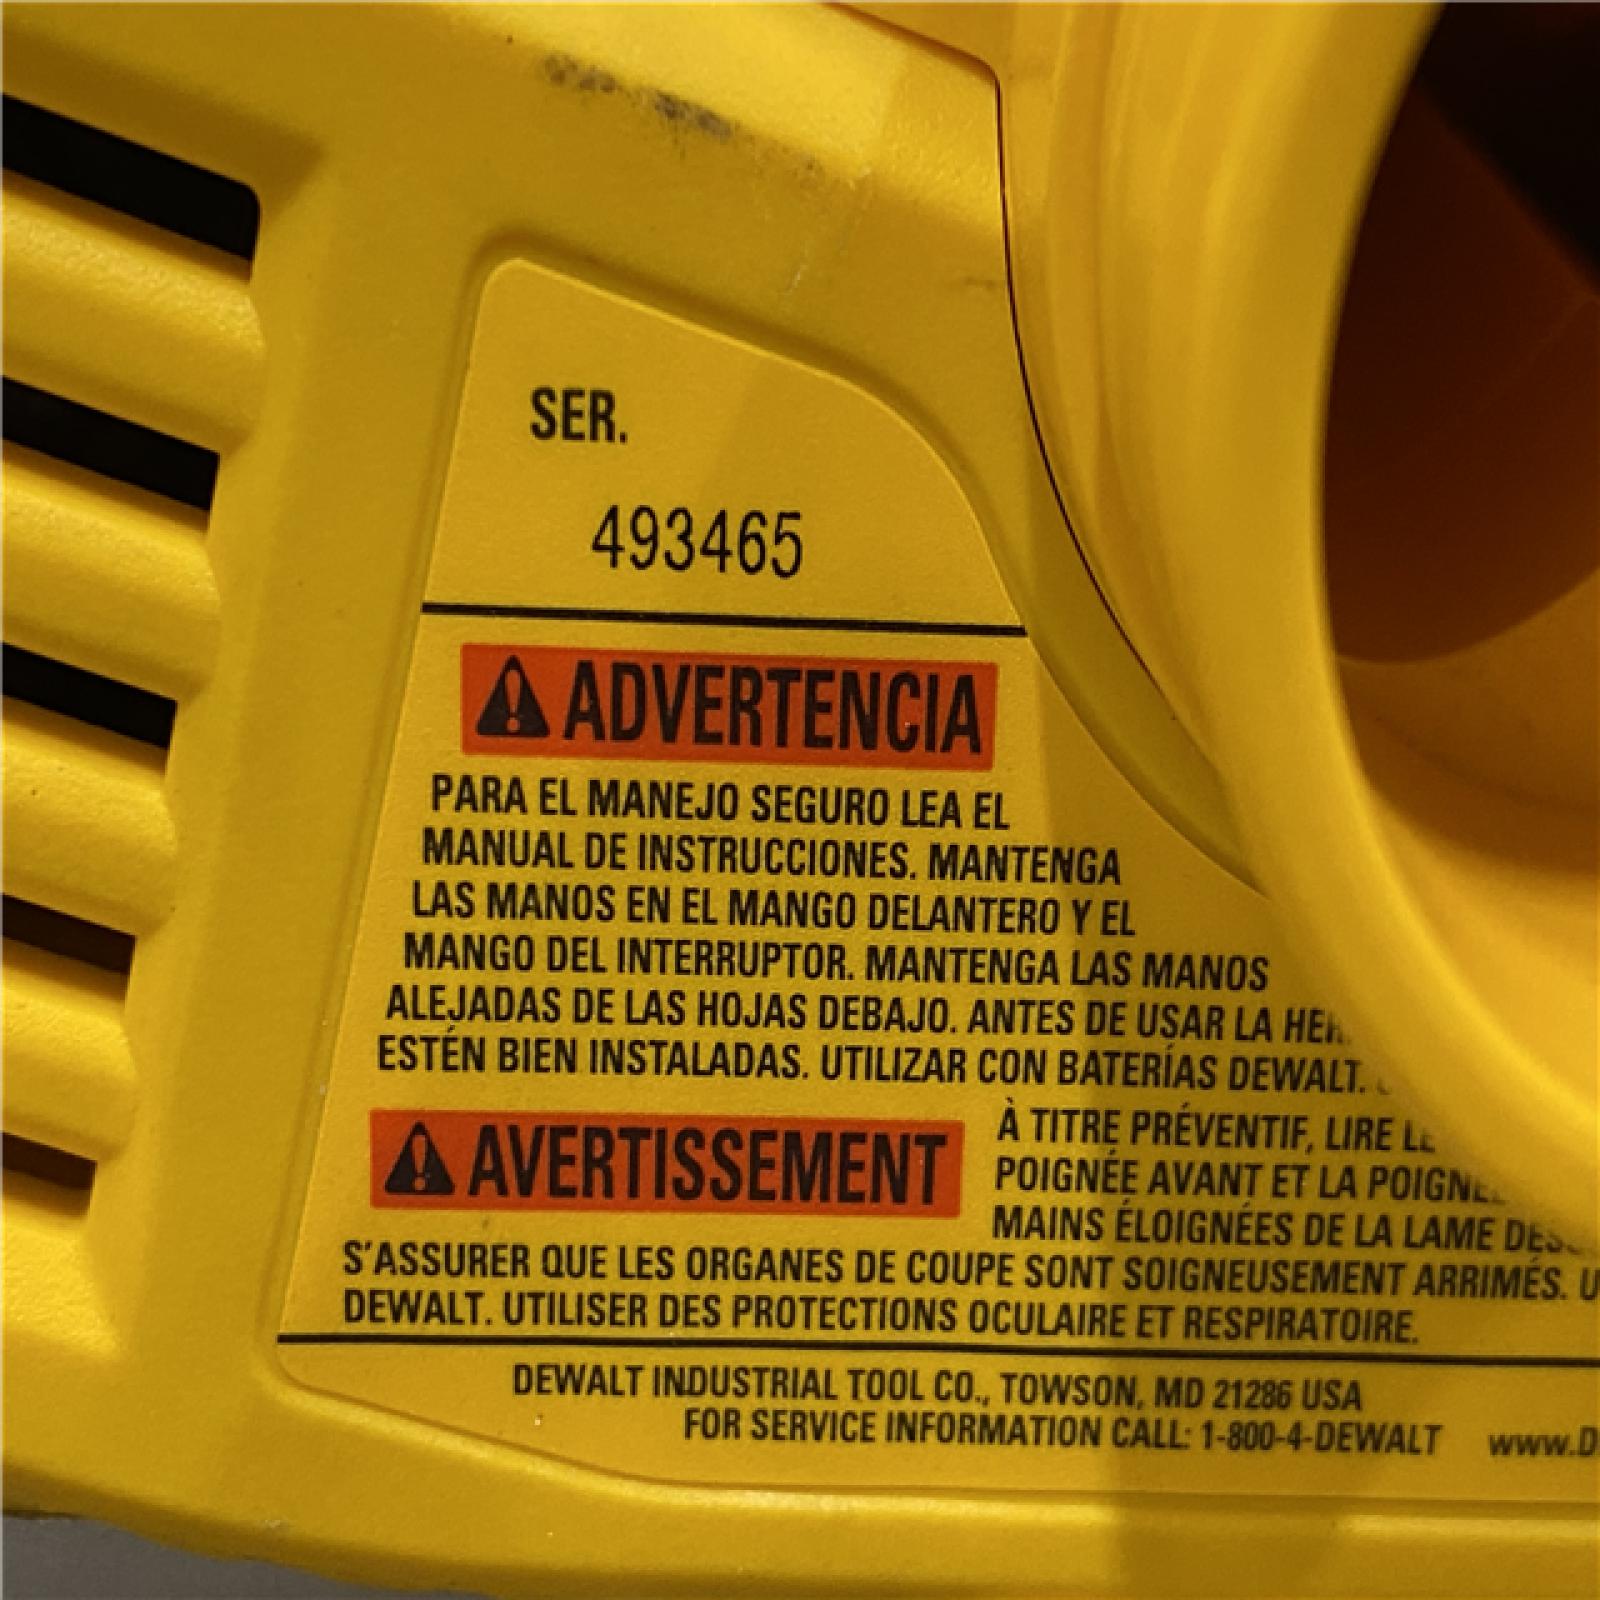 SER.
493465
ADVERTENCIA
PARA EL MANEJO SEGURO LEA EL
MANUAL DE INSTRUCCIONES. MANTENGA
LAS MANOS EN EL MANGO DELANTERO Y EL
MANGO DEL INTERRUPTOR. MANTENGA LAS MANOS
ALEJADAS DE LAS HOJAS DEBAJO. ANTES DE USAR LA
ESTÉN BIEN INSTALADAS. UTILIZAR CON BATERÍAS DEWALT.
AVERTISSEMENT
À TITRE PRÉVENTIF, LIRE
POIGNÉE AVANT ET LA
MAINS ÉLOIGNÉES DE LA LAME
S'ASSURER QUE LES ORGANES DE COUPE SONT SOIGNEUSEMENT ARRIMÉS.
DEWALT. UTILISER DES PROTECTIONS OCULAIRE ET RESPIRATOIRE.
DEWALT INDUSTRIAL TOOL CO., TOWSON, MD 21286 USA
FOR SERVICE INFORMATION CALL: 1-800-4-DEWALT